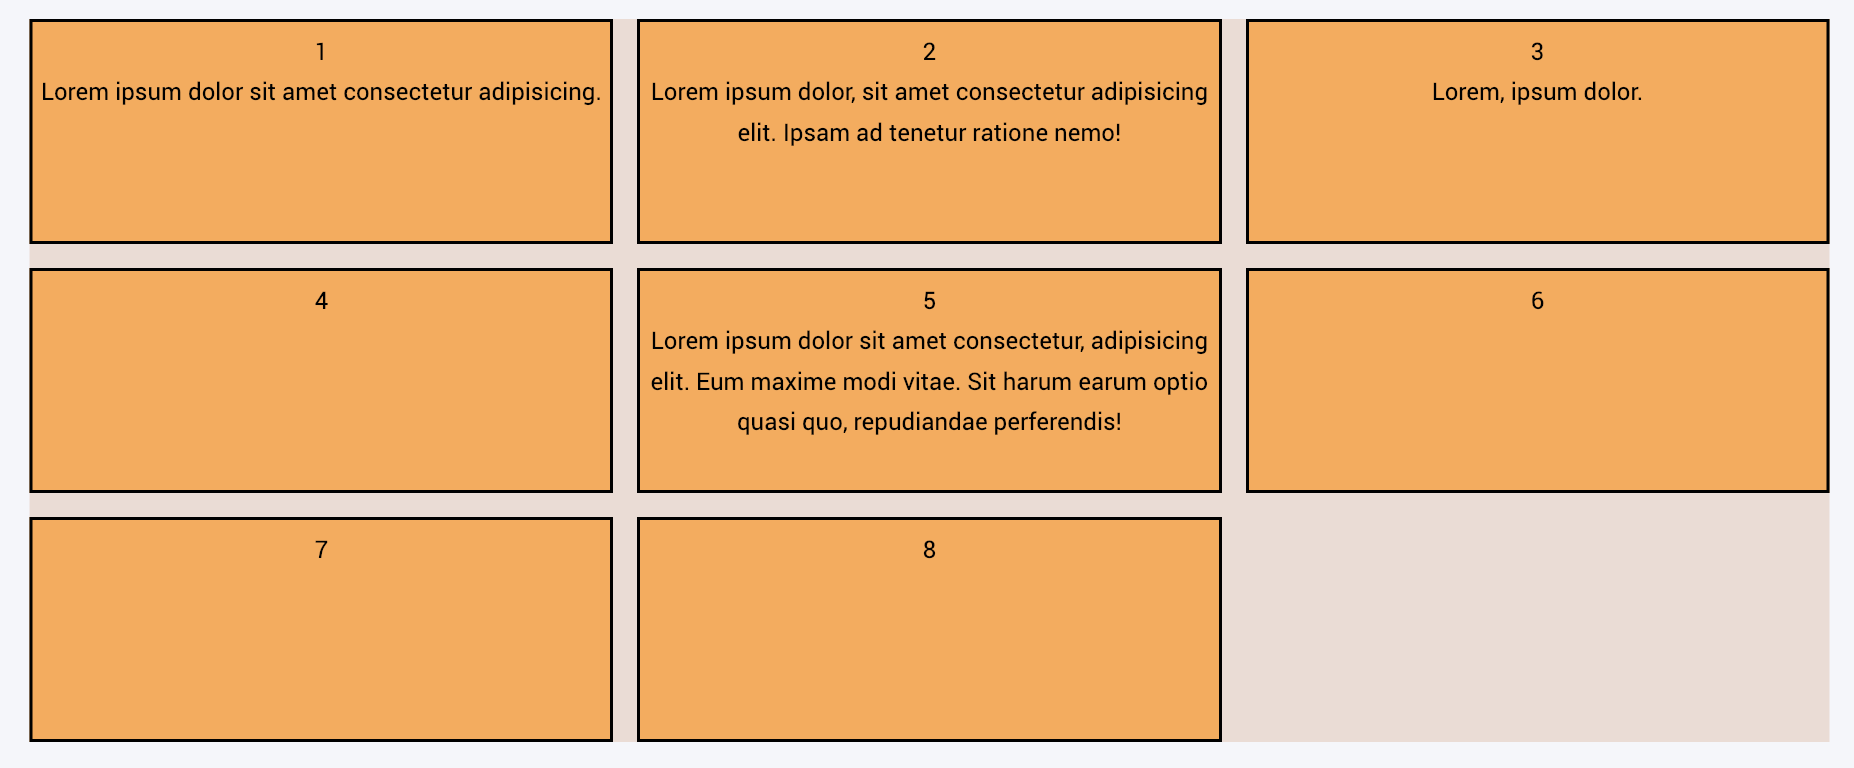 1
Lorem ipsum dolor sit amet consectetur adipisicing.
2
Lorem ipsum dolor, sit amet consectetur adipisicing
elit. Ipsam ad tenetur ratione nemo!
3
Lorem, ipsum dolor.
4
5
Lorem ipsum dolor sit amet consectetur, adipisicing
elit. Eum maxime modi vitae. Sit harum earum optio
quasi quo, repudiandae perferendis!
6
7
8